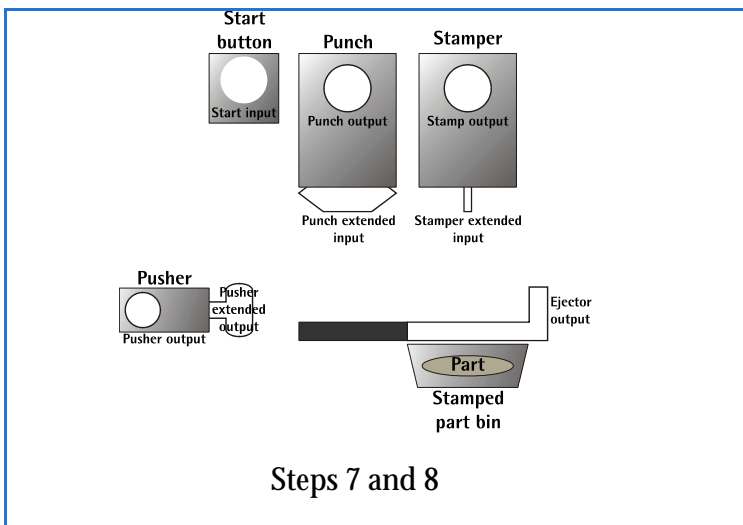 Start
button
Start input
Punch
Punch output
Punch extended
input
Stamper
Stamp output
Stamper extended
input
Pusher
Pusher output
Pusher
extended
output
Ejector
output
Part
Stamped
part bin
Steps 7 and 8